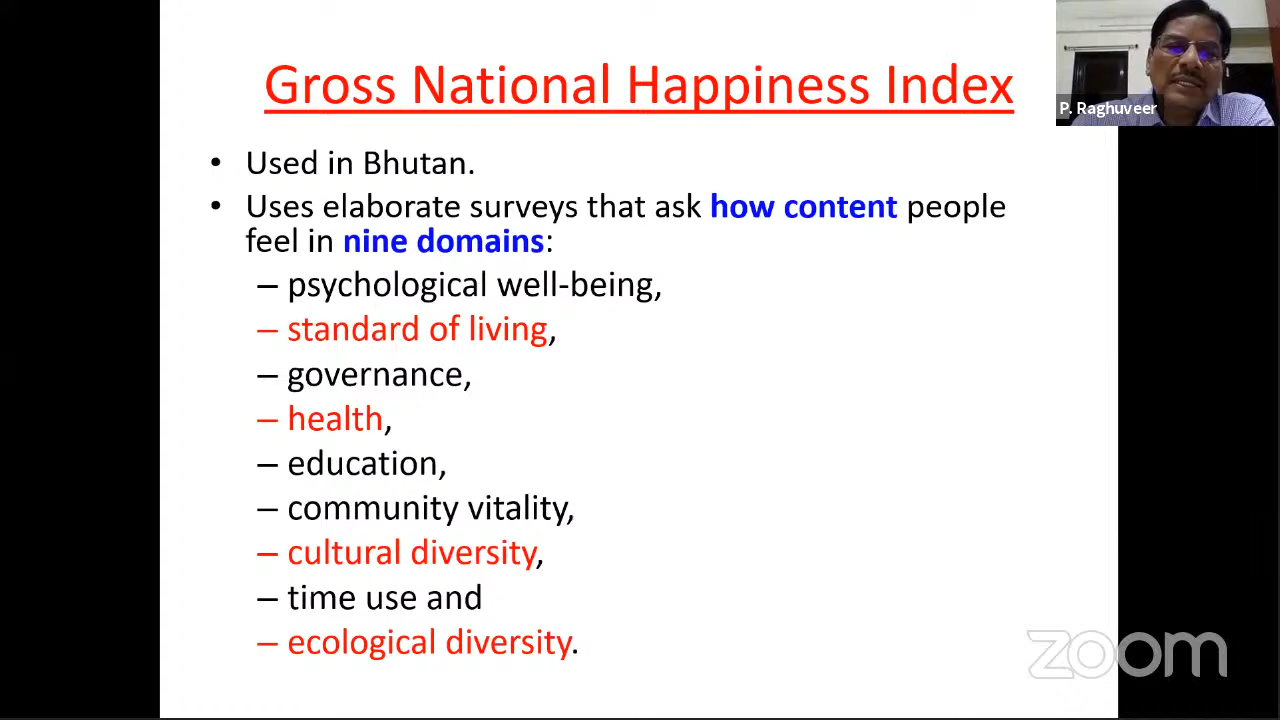 Gross National Happiness Index
P. Raghuveer
• Used in Bhutan.
• Uses elaborate surveys that ask how content people
feel in nine domains:
– psychological well-being,
– standard of living,
– governance,
– health,
– education,
– community vitality,
– cultural diversity,
– time use and
– ecological diversity.
zoom